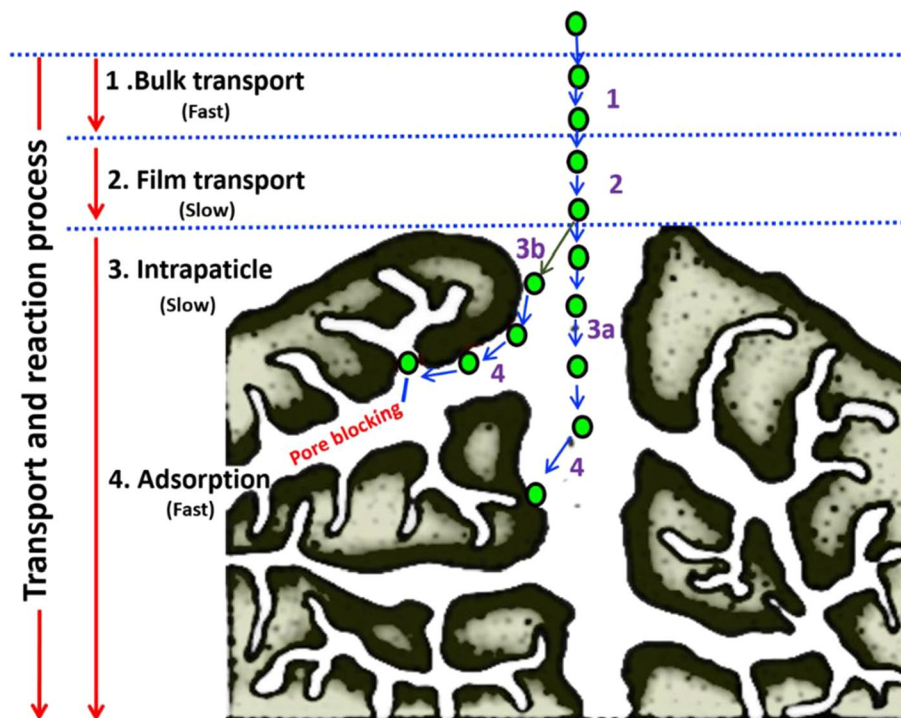 Transport and reaction process
1 .Bulk transport
(Fast)
1
2. Film transport
(Slow)
2
3. Intrapaticle
(Slow)
3b
3a
4
Pore blocking
4. Adsorption
(Fast)
4